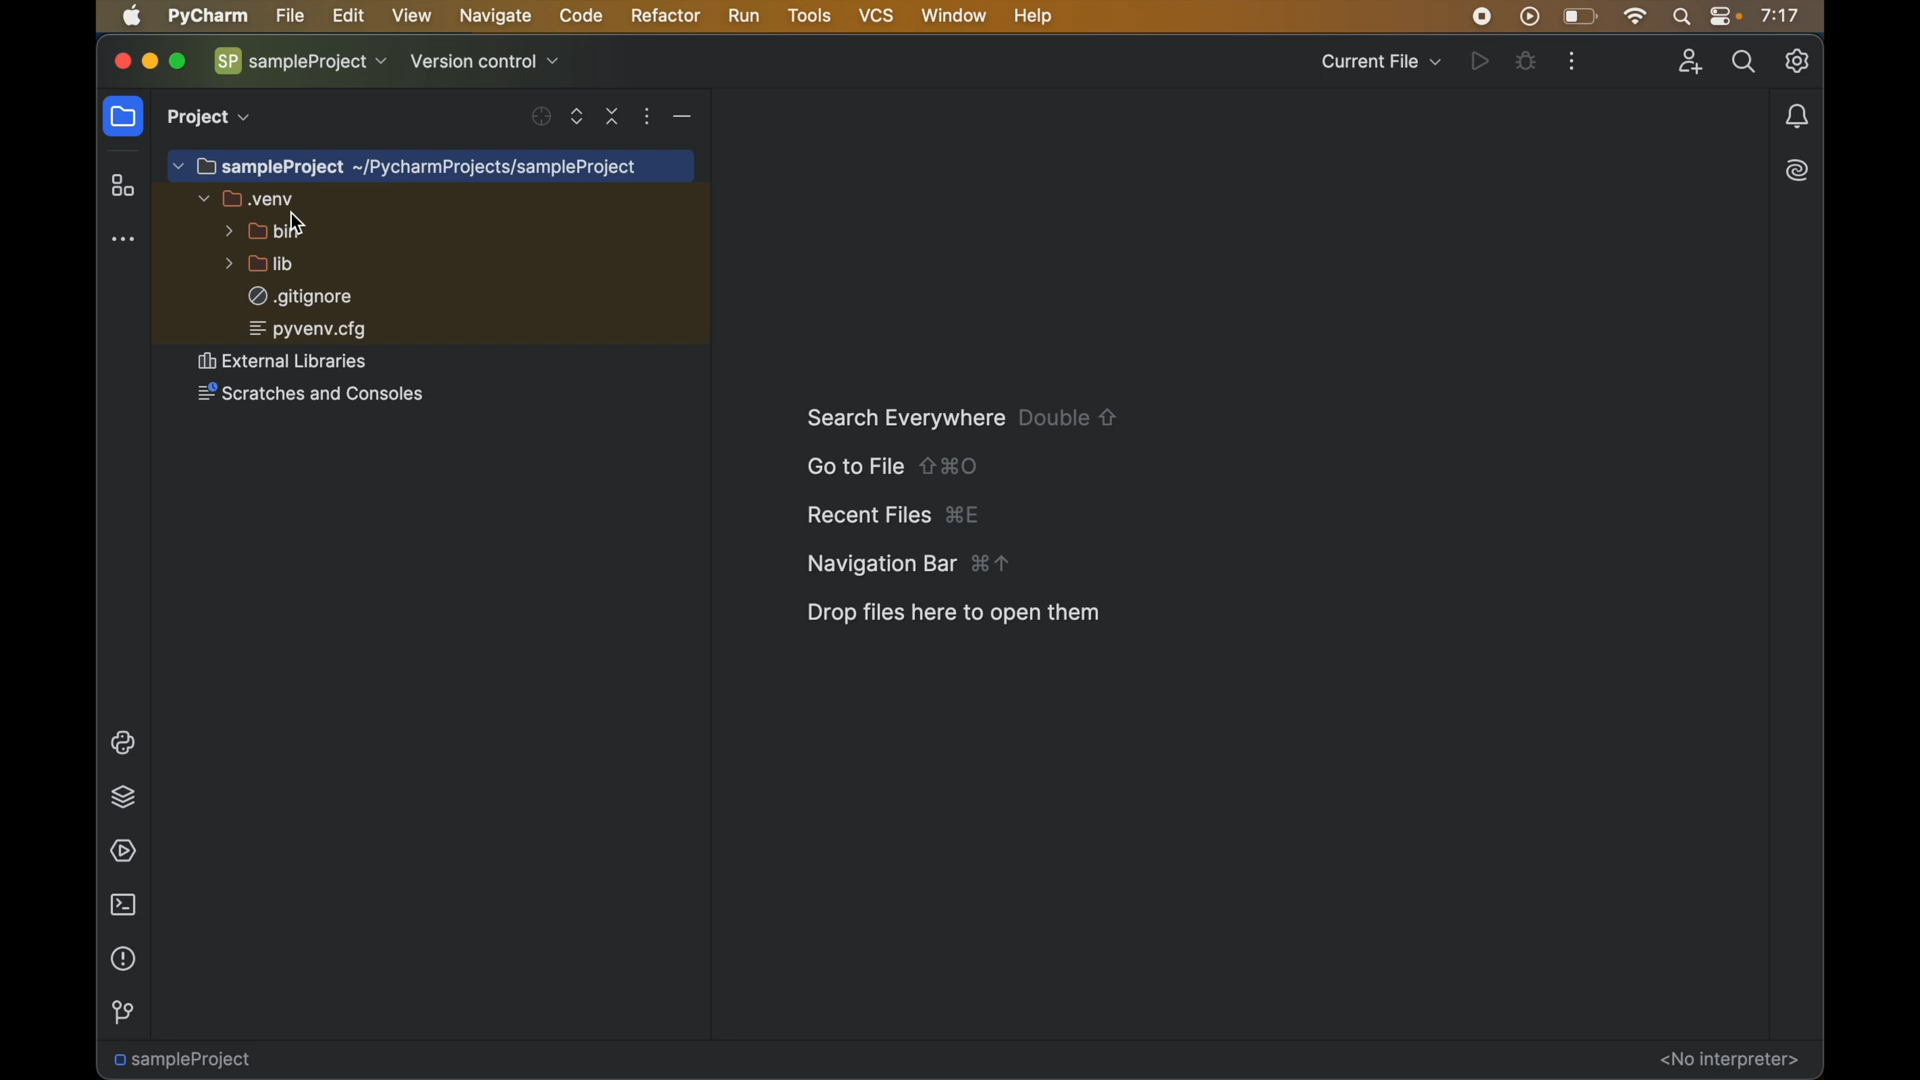 PyCharm File Edit View Navigate Code Refactor Run Tools VCS Window Help 7:17
SP sampleProject Version control Current File
Project
sampleProject ~/PycharmProjects/sampleProject
.venv
bin
lib
.gitignore
pyvenv.cfg
External Libraries
Scratches and Consoles
Search Everywhere Double ⇧
Go to File ⇧⌘O
Recent Files ⌘E
Navigation Bar ⌘↑
Drop files here to open them
sampleProject <No interpreter>